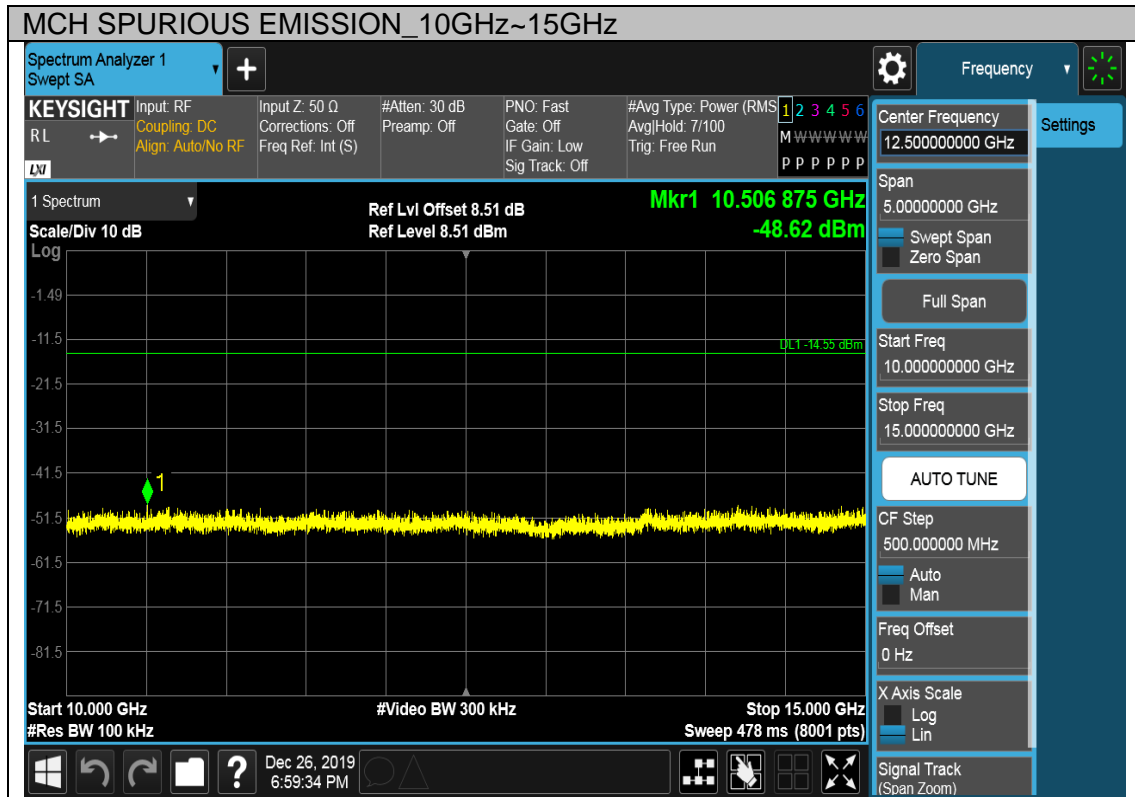 MCH SPURIOUS EMISSION_10GHz~15GHz
Spectrum Analyzer 1
Swept SA
Frequency
KEYSIGHT
R L
LXI
Input: RF
Coupling: DC
Align: Auto/No RF
Input Z: 50 Ω
Corrections: Off
Freq Ref: Int (S)
#Atten: 30 dB
Preamp: Off
PNO: Fast
Gate: Off
IF Gain: Low
Sig Track: Off
#Avg Type: Power (RMS
Avg|Hold: 7/100
Trig: Free Run
1 2 3 4 5 6
M W W W W W
P P P P P P
1 Spectrum
Scale/Div 10 dB
Ref Lvl Offset 8.51 dB
Ref Level 8.51 dBm
Mkr1 10.506 875 GHz
-48.62 dBm
Log
-1.49
-11.5
DL1 -14.55 dBm
-21.5
-31.5
-41.5
1
-51.5
-61.5
-71.5
-81.5
Start 10.000 GHz
#Res BW 100 kHz
#Video BW 300 kHz
Stop 15.000 GHz
Sweep 478 ms (8001 pts)
Center Frequency
12.500000000 GHz
Settings
Span
5.00000000 GHz
Swept Span
Zero Span
Full Span
Start Freq
10.000000000 GHz
Stop Freq
15.000000000 GHz
AUTO TUNE
CF Step
500.000000 MHz
Auto
Man
Freq Offset
0 Hz
X Axis Scale
Log
Lin
Signal Track
(Span Zoom)
?
Dec 26, 2019
6:59:34 PM